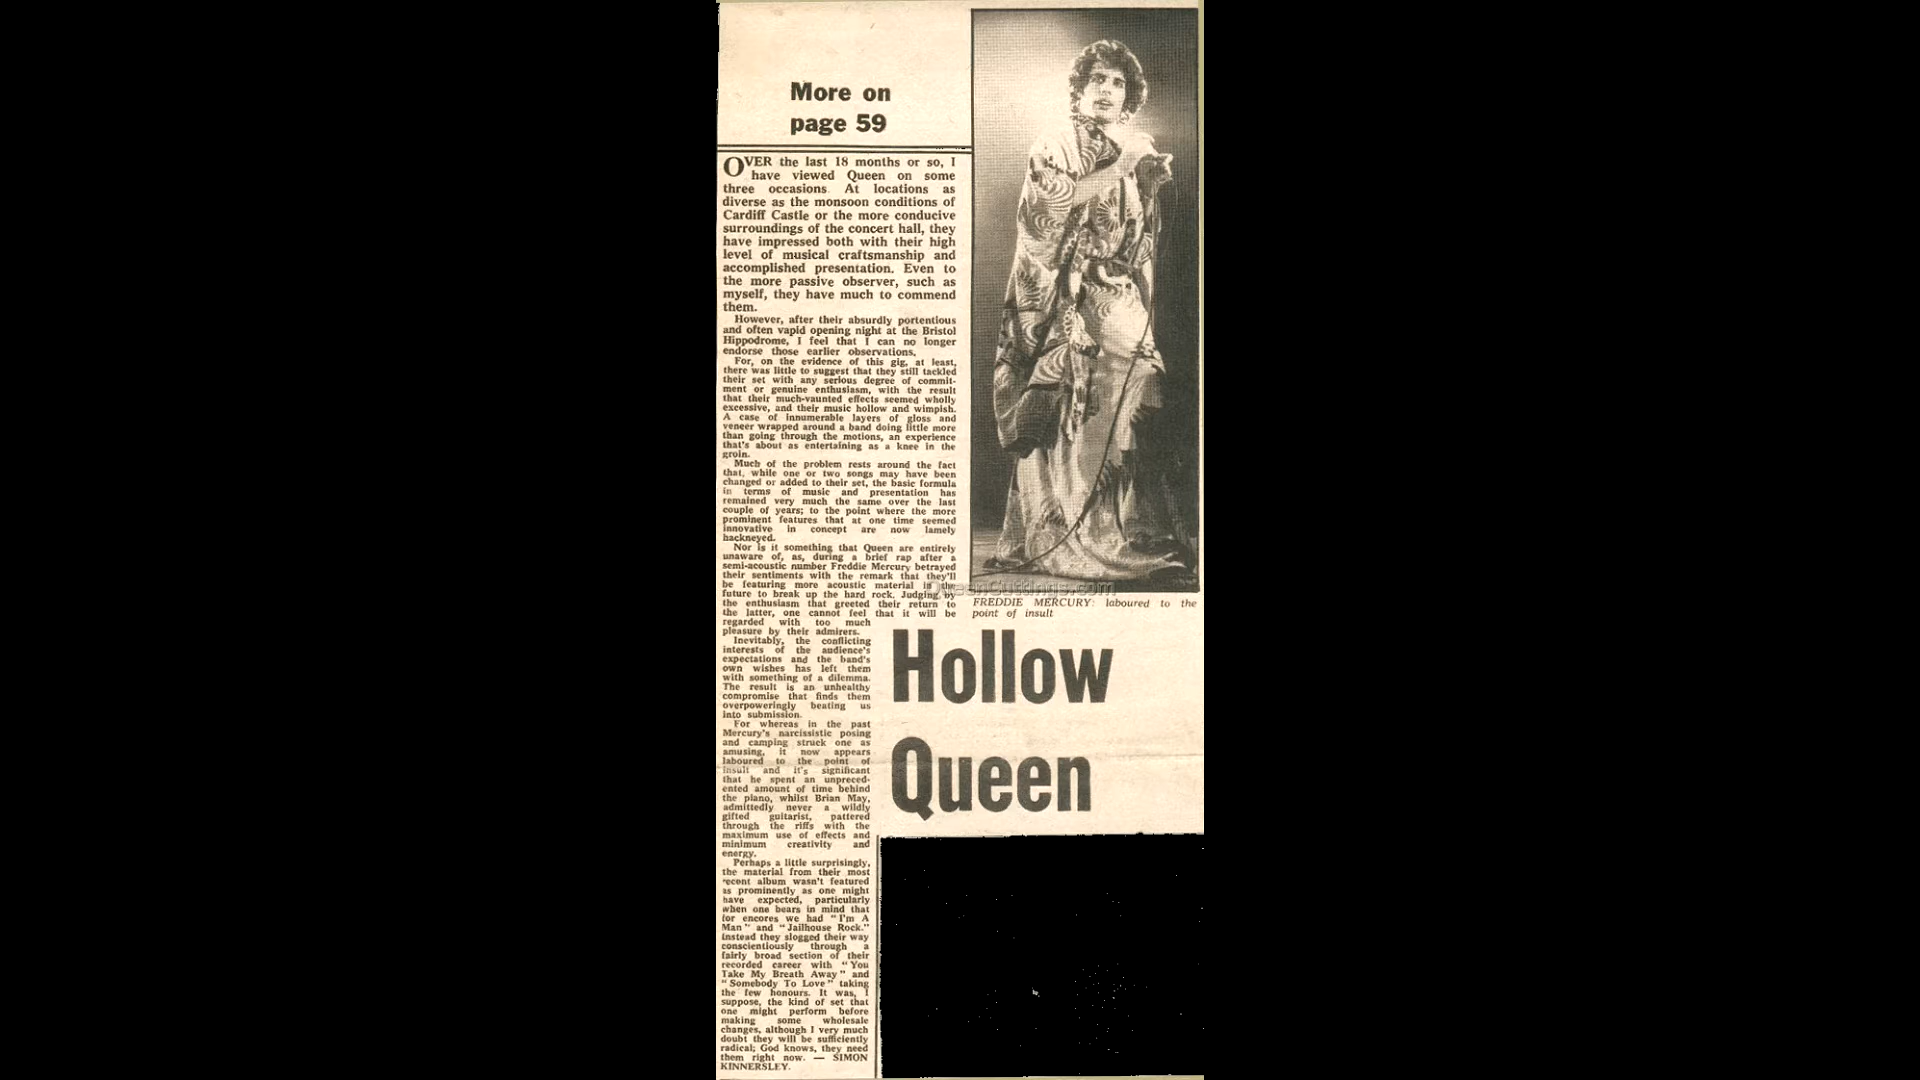 More on
page 59
OVER the last 18 months or so, I
have viewed Queen on some
three occasions. At locations as
diverse as the monsoon conditions of
Cardiff Castle or the more conducive
surroundings of the concert hall, they
have impressed both with their high
level of musical craftsmanship and
accomplished presentation. Even to
the more passive observer, such as
myself, they have much to commend
them.
However, after their absurdly portentious
and often vapid opening night at the Bristol
Hippodrome, I feel that I can no longer
endorse those earlier observations.
For, on the evidence of this gig, at least,
there was little to suggest that they still tackled
their set with any serious degree of commit-
ment or genuine enthusiasm, with the result
that their much-vaunted effects seemed wholly
excessive, and their music hollow and wimpish.
A case of innumerable layers of gloss and
veneer wrapped around a band doing little more
than going through the motions, an experience
that's about as entertaining as a knee in the
groin.
Much of the problem rests around the fact
that, while one or two songs may have been
changed or added to their set, the basic formula
in terms of music and presentation has
remained very much the same over the last
couple of years; to the point where the more
prominent features that at one time seemed
innovative in concept are now lamely
hackneyed.
Nor is it something that Queen are entirely
unaware of, as, during a brief rap after a
semi-acoustic number Freddie Mercury betrayed
their sentiments with the remark that they'll
be featuring more acoustic material in the
future to break up the hard rock. Judging by
the enthusiasm that greeted their return to
the latter, one cannot feel that it will be
regarded with too much
pleasure by their admirers.
Inevitably, the conflicting
interests of the audience's
expectations and the band's
own wishes has left them
with something of a dilemma.
The result is an unhealthy
compromise that finds them
overpoweringly beating us
into submission.
For whereas in the past
Mercury's narcissistic posing
and camping struck one as
amusing, it now appears
laboured to the point of
insult and it's significant
that he spent an unpreced-
ented amount of time behind
the piano, whilst Brian May,
admittedly never a wildly
gifted guitarist, pattered
through the riffs with the
maximum use of effects and
minimum creativity and
energy.
Perhaps a little surprisingly,
the material from their most
recent album wasn't featured
as prominently as one might
have expected, particularly
when one bears in mind that
for encores we had "I'm A
Man" and "Jailhouse Rock."
Instead they slogged their way
conscientiously through a
fairly broad section of their
recorded career with "You
Take My Breath Away" and
"Somebody To Love" taking
the few honours. It was, I
suppose, the kind of set that
one might perform before
making some wholesale
changes, although I very much
doubt they will be sufficiently
radical; God knows, they need
them right now. — SIMON
KINNERSLEY.
QueenCuttings.com
FREDDIE MERCURY: laboured to the
point of insult
Hollow
Queen